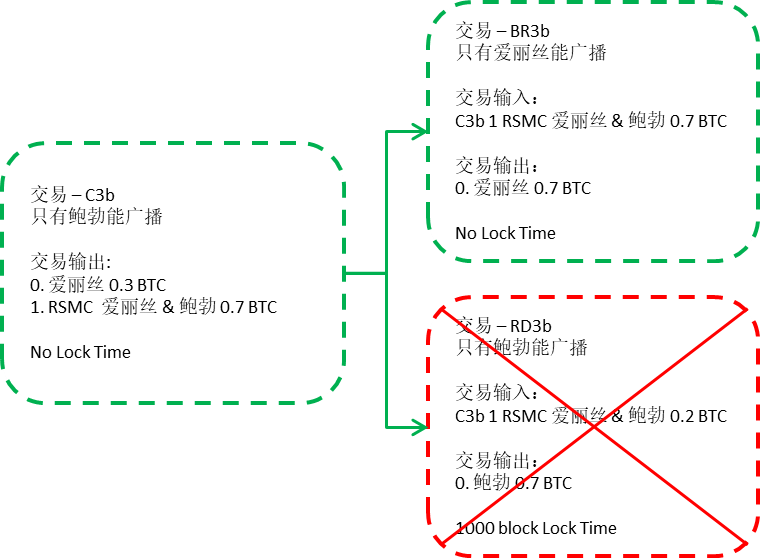 交易 – C3b
只有鲍勃能广播
交易输出:
0. 爱丽丝 0.3 BTC
1. RSMC 爱丽丝 & 鲍勃 0.7 BTC
No Lock Time
交易 – BR3b
只有爱丽丝能广播
交易输入：
C3b 1 RSMC 爱丽丝 & 鲍勃 0.7 BTC
交易输出：
0. 爱丽丝 0.7 BTC
No Lock Time
交易 – RD3b
只有鲍勃能广播
交易输入：
C3b 1 RSMC 爱丽丝 & 鲍勃 0.2 BTC
交易输出：
0. 鲍勃 0.7 BTC
1000 block Lock Time